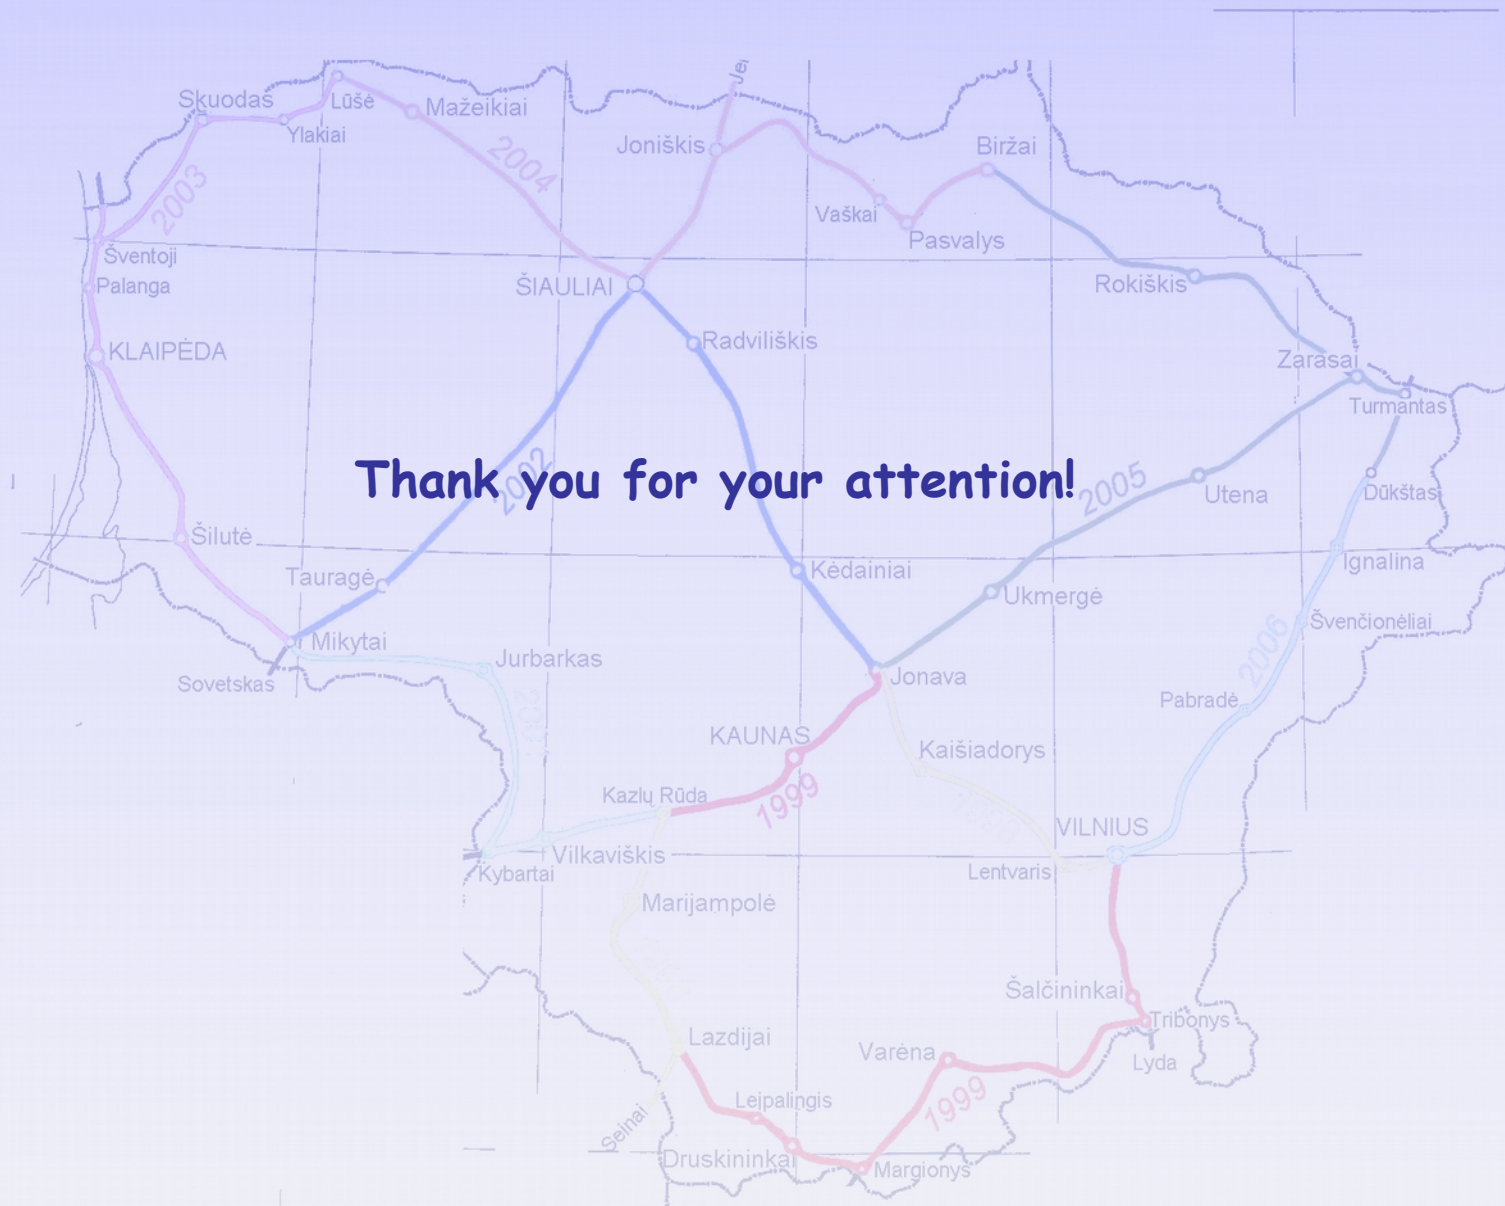 Skuodas
Lūšė
Mažeikiai
Ylakiai
Joniškis
Biržai
2004
2003
Vaškai
Pasvalys
Šventoji
Palanga
ŠIAULIAI
Rokiškis
Radviliškis
KLAIPĖDA
Zarasai
Turmantas
Thank you for your attention!
2002
2005
Utena
Dūkštas
Šilutė
Ignalina
Tauragė
Kėdainiai
Ukmergė
Švenčionėliai
Mikytai
Jurbarkas
2006
Sovetskas
Jonava
Pabradė
KAUNAS
Kaišiadorys
Kazlų Rūda
1999
VILNIUS
Vilkaviškis
Kybartai
Lentvaris
Marijampolė
Šalčininkai
Tribonys
Lazdijai
Varėna
Lyda
Leipalingis
1999
Seinai
Druskininkai
Margionys